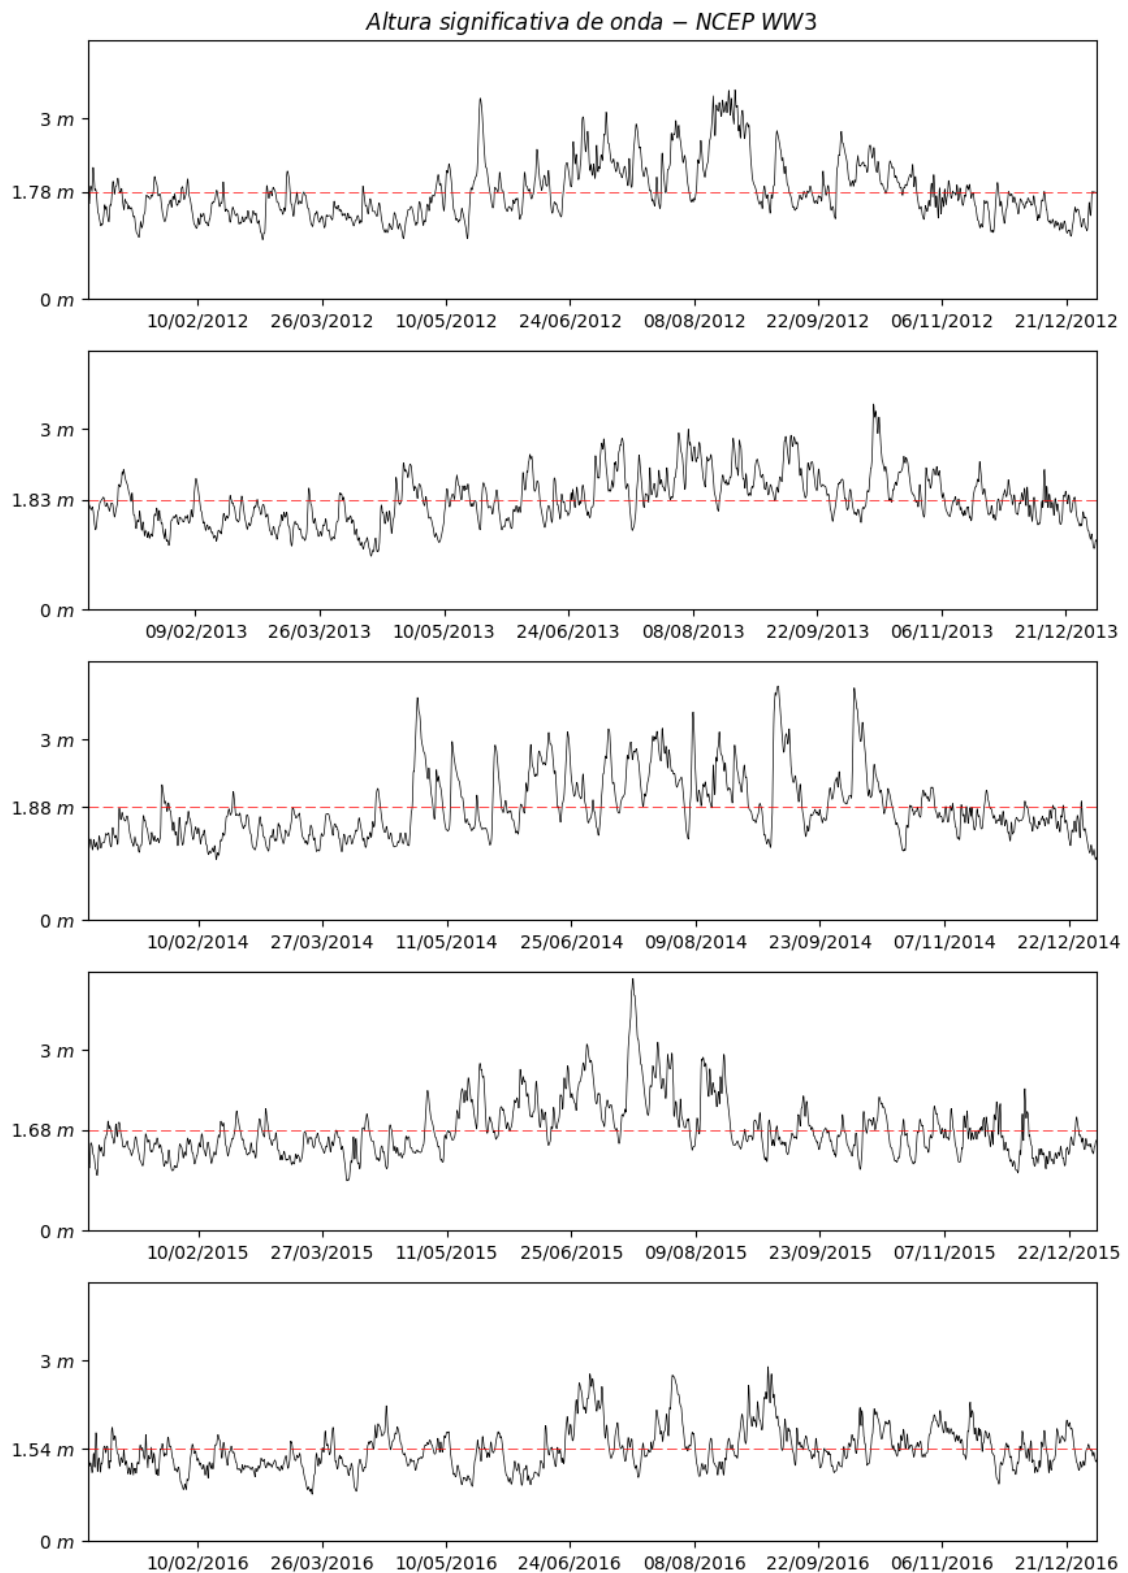 Altura significativa de onda − NCEP WW3
3 m
1.78 m
0 m
10/02/2012 26/03/2012 10/05/2012 24/06/2012 08/08/2012 22/09/2012 06/11/2012 21/12/2012
3 m
1.83 m
0 m
09/02/2013 26/03/2013 10/05/2013 24/06/2013 08/08/2013 22/09/2013 06/11/2013 21/12/2013
3 m
1.88 m
0 m
10/02/2014 27/03/2014 11/05/2014 25/06/2014 09/08/2014 23/09/2014 07/11/2014 22/12/2014
3 m
1.68 m
0 m
10/02/2015 27/03/2015 11/05/2015 25/06/2015 09/08/2015 23/09/2015 07/11/2015 22/12/2015
3 m
1.54 m
0 m
10/02/2016 26/03/2016 10/05/2016 24/06/2016 08/08/2016 22/09/2016 06/11/2016 21/12/2016